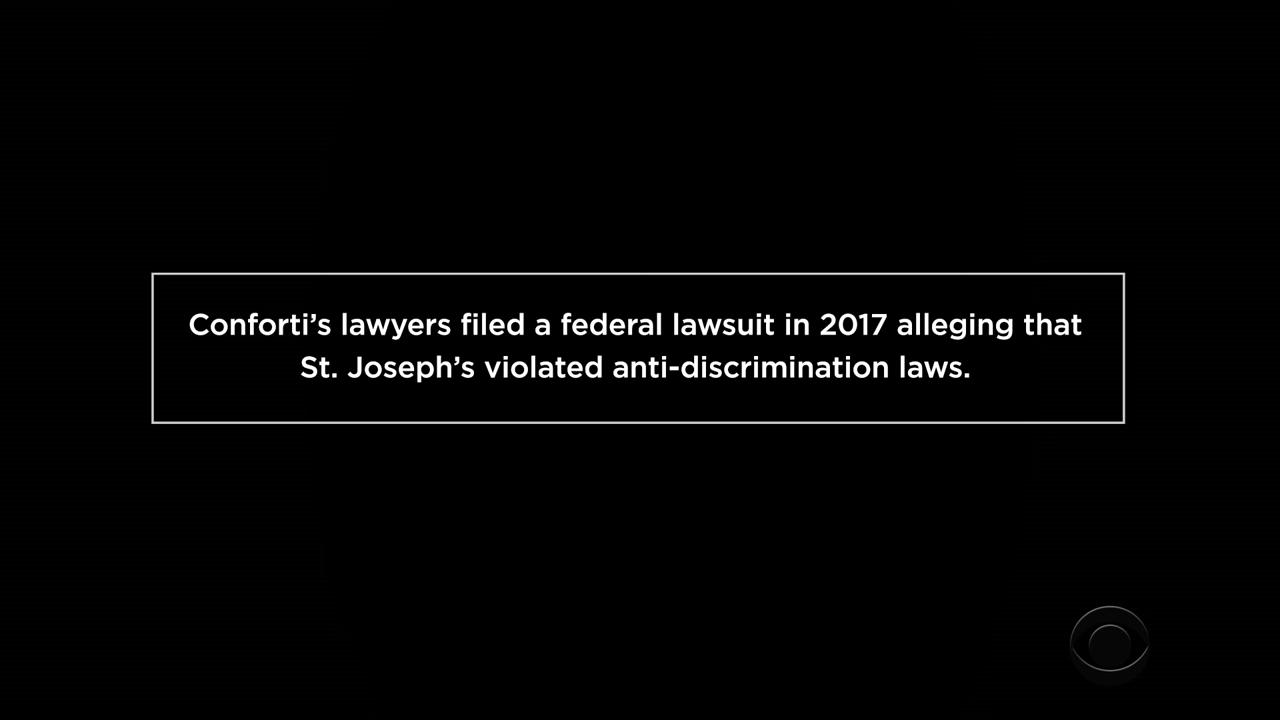 Conforti’s lawyers filed a federal lawsuit in 2017 alleging that
St. Joseph’s violated anti-discrimination laws.